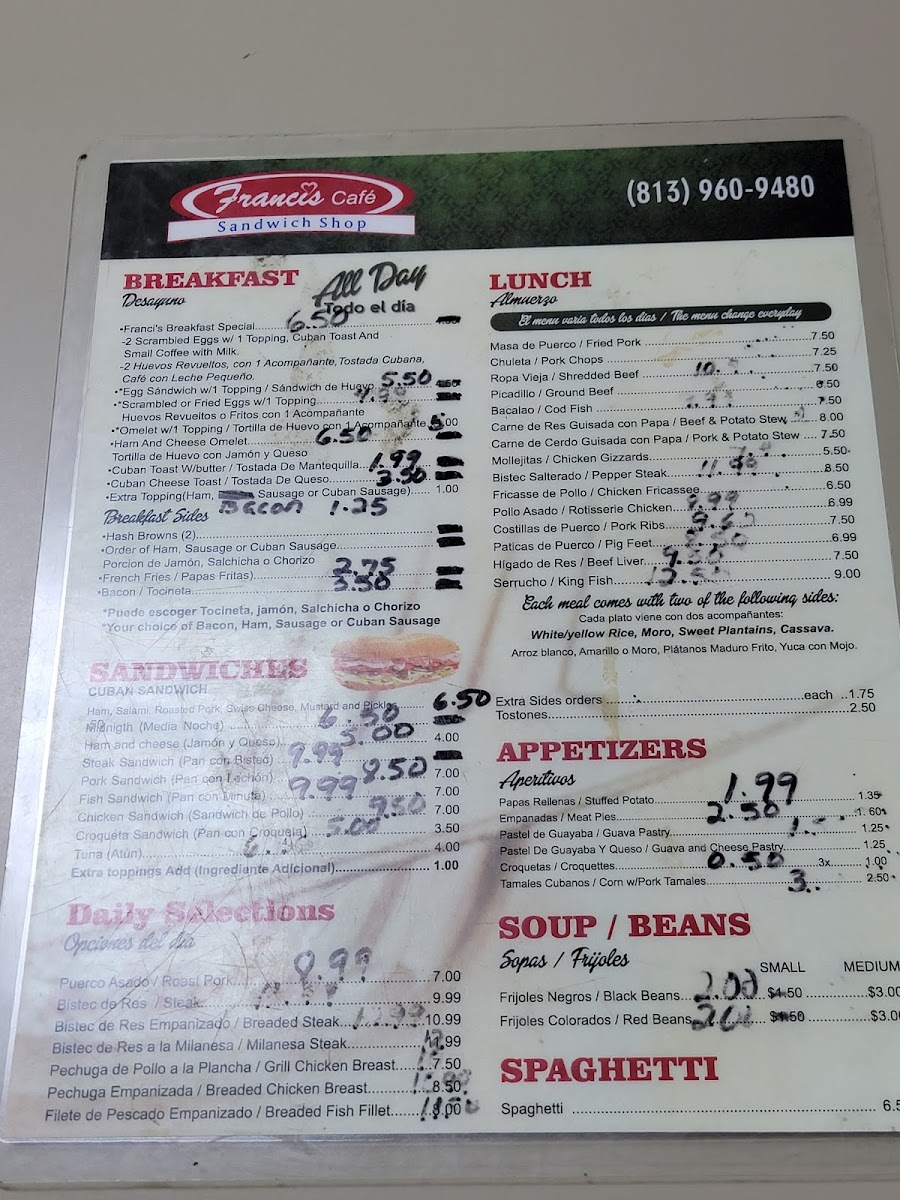 Francis Café
Sandwich Shop
(813) 960-9480
BREAKFAST
Desayuno
All Day
Todo el día
•Franci's Breakfast Special 6.50
-2 Scrambled Eggs w/ 1 Topping, Cuban Toast And
Small Coffee with Milk.
-2 Huevos Revueltos, con 1 Acompañante,Tostada Cubana,
Café con Leche Pequeño.
•*Egg Sándwich w/1 Topping / Sándwich de Huevo 5.50
•*Scrambled or Fried Eggs w/1 Topping
Huevos Revueltos o Fritos con 1 Acompañante
•*Omelet w/1 Topping / Tortilla de Huevo con 1 Acompañante 5.00
•Ham And Cheese Omelet 6.50
Tortilla de Huevo con Jamón y Queso
•Cuban Toast W/butter / Tostada De Mantequilla 1.99
•Cuban Cheese Toast / Tostada De Queso 3.50
•Extra Topping(Ham, Sausage or Cuban Sausage) 1.00
Bacon 1.25
Breakfast Sides
•Hash Browns (2)
•Order of Ham, Sausage or Cuban Sausage
Porcion de Jamón, Salchicha o Chorizo
•French Fries / Papas Fritas) 2.75
•Bacon / Tocineta 3.50
*Puede escoger Tocineta, jamón, Salchicha o Chorizo
*Your choice of Bacon, Ham, Sausage or Cuban Sausage
SANDWICHES
CUBAN SANDWICH
Ham, Salami, Roasted Pork, Swiss Cheese, Mustard and Pickles 6.50
Midnigth (Media Noche) 6.50
Ham and cheese (Jamón y Queso) 5.00 4.00
Steak Sandwich (Pan con Bistec) 9.99
Pork Sandwich (Pan con Lechón) 8.50 7.00
Fish Sandwich (Pan con Minuta) 9.99 7.00
Chicken Sandwich (Sandwich de Pollo) 9.50 7.00
Croqueta Sandwich (Pan con Croqueta) 5.00 3.50
Tuna (Atún) 4.00
Extra toppings Add (Ingrediente Adicional) 1.00
Daily Selections
Opciones del día
Puerco Asado / Roast Pork 8.99 7.00
Bistec de Res / Steak 9.99
Bistec de Res Empanizado / Breaded Steak 12.99 10.99
Bistec de Res a la Milanesa / Milanesa Steak
Pechuga de Pollo a la Plancha / Grill Chicken Breast 7.50
Pechuga Empanizada / Breaded Chicken Breast 8.50
Filete de Pescado Empanizado / Breaded Fish Fillet 8.00
LUNCH
Almuerzo
El menu varia todos los dias / The menu change everyday
Masa de Puerco / Fried Pork 7.50
Chuleta / Pork Chops 7.25
Ropa Vieja / Shredded Beef 7.50
Picadillo / Ground Beef 6.50
Bacalao / Cod Fish 7.50
Carne de Res Guisada con Papa / Beef & Potato Stew 8.00
Carne de Cerdo Guisada con Papa / Pork & Potato Stew 7.50
Mollejitas / Chicken Gizzards 5.50
Bistec Salterado / Pepper Steak 8.50
Fricasse de Pollo / Chicken Fricassee 6.50
Pollo Asado / Rotisserie Chicken 6.99
Costillas de Puerco / Pork Ribs 7.50
Paticas de Puerco / Pig Feet 6.99
Hígado de Res / Beef Liver 7.50
Serrucho / King Fish 9.00
Each meal comes with two of the following sides:
Cada plato viene con dos acompañantes:
White/yellow Rice, Moro, Sweet Plantains, Cassava.
Arroz blanco, Amarillo o Moro, Plátanos Maduro Frito, Yuca con Mojo.
Extra Sides orders each 1.75
Tostones 2.50
APPETIZERS
Aperitivos
Papas Rellenas / Stuffed Potato 1.99 1.35
Empanadas / Meat Pies 2.50 1.60
Pastel de Guayaba / Guava Pastry 1.25
Pastel De Guayaba Y Queso / Guava and Cheese Pastry 1.25
Croquetas / Croquettes 0.50 3x 1.00
Tamales Cubanos / Corn w/Pork Tamales 2.50
SOUP / BEANS
Sopas / Frijoles
SMALL MEDIUM
Frijoles Negros / Black Beans 2.00 $1.50 $3.00
Frijoles Colorados / Red Beans $1.50 $3.0
SPAGHETTI
Spaghetti 6.5